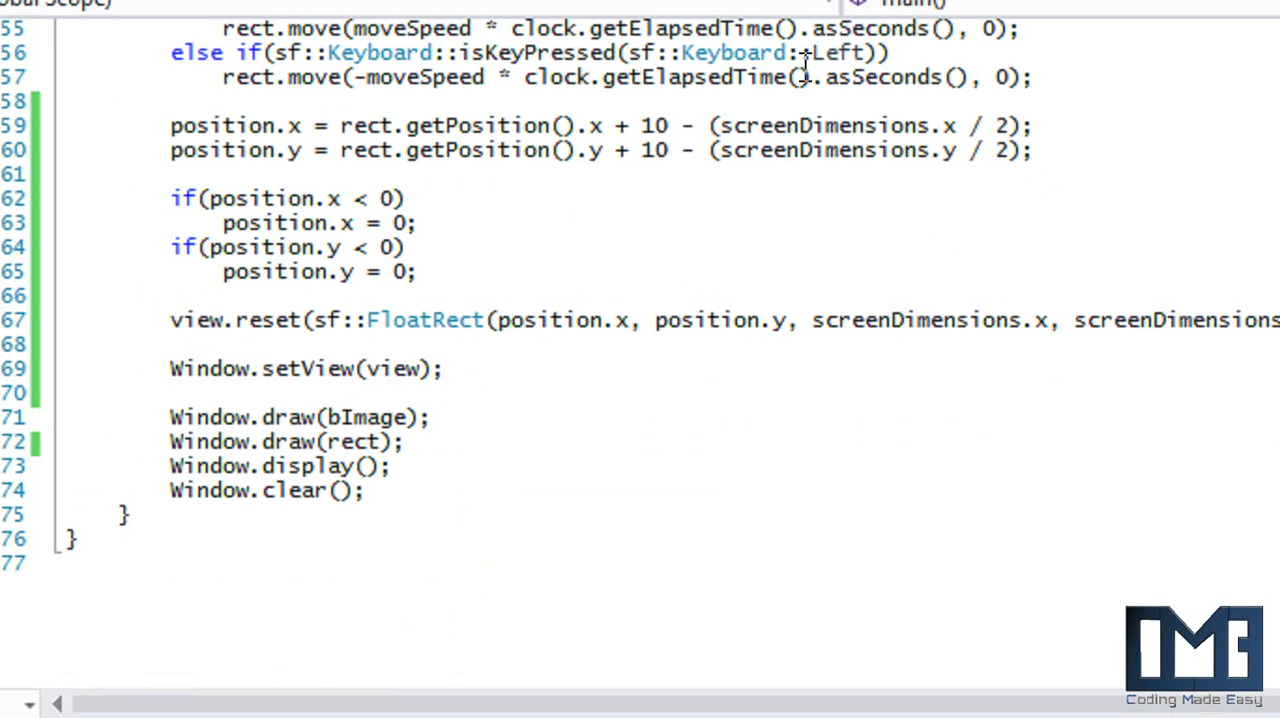 obal Scope)
main()
55 rect.move(moveSpeed * clock.getElapsedTime().asSeconds(), 0);
56 else if(sf::Keyboard::isKeyPressed(sf::Keyboard::Left))
57 rect.move(-moveSpeed * clock.getElapsedTime().asSeconds(), 0);
58
59 position.x = rect.getPosition().x + 10 - (screenDimensions.x / 2);
60 position.y = rect.getPosition().y + 10 - (screenDimensions.y / 2);
61
62 if(position.x < 0)
63 position.x = 0;
64 if(position.y < 0)
65 position.y = 0;
66
67 view.reset(sf::FloatRect(position.x, position.y, screenDimensions.x, screenDimensions
68
69 Window.setView(view);
70
71 Window.draw(bImage);
72 Window.draw(rect);
73 Window.display();
74 Window.clear();
75 }
76 }
77
CME
Coding Made Easy